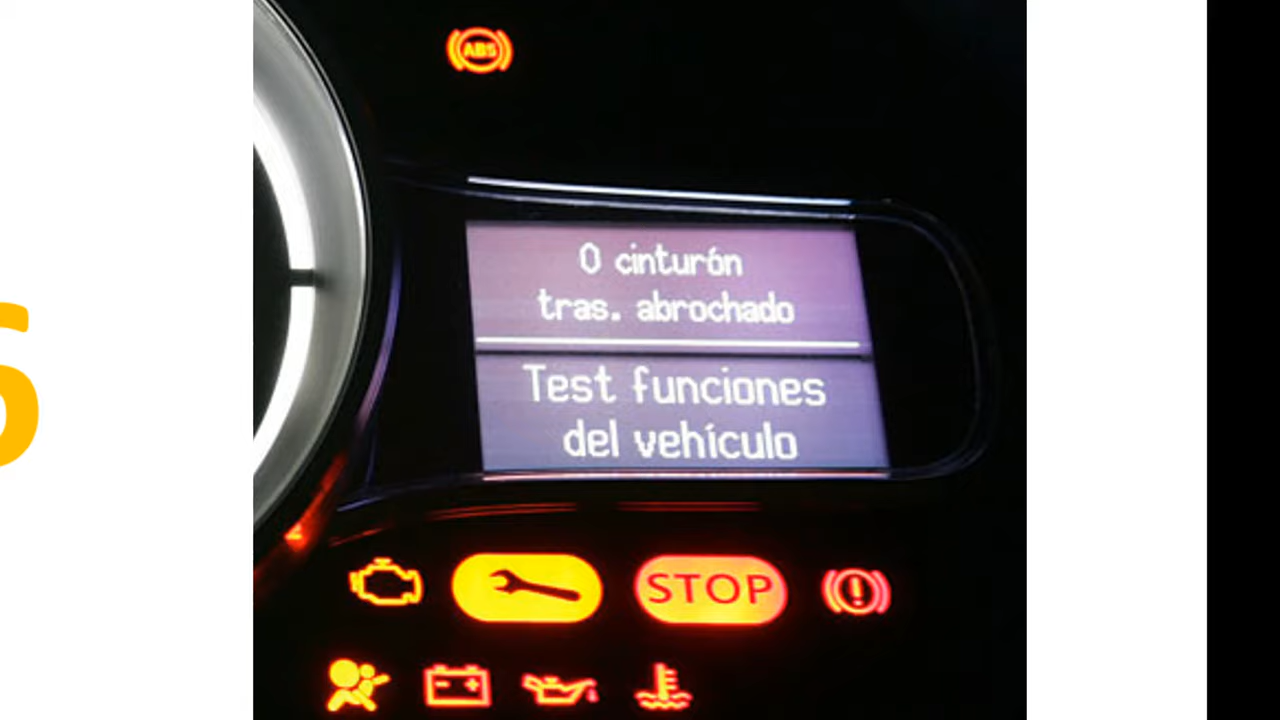 ABS
0 cinturón
tras. abrochado
Test funciones
del vehículo
STOP